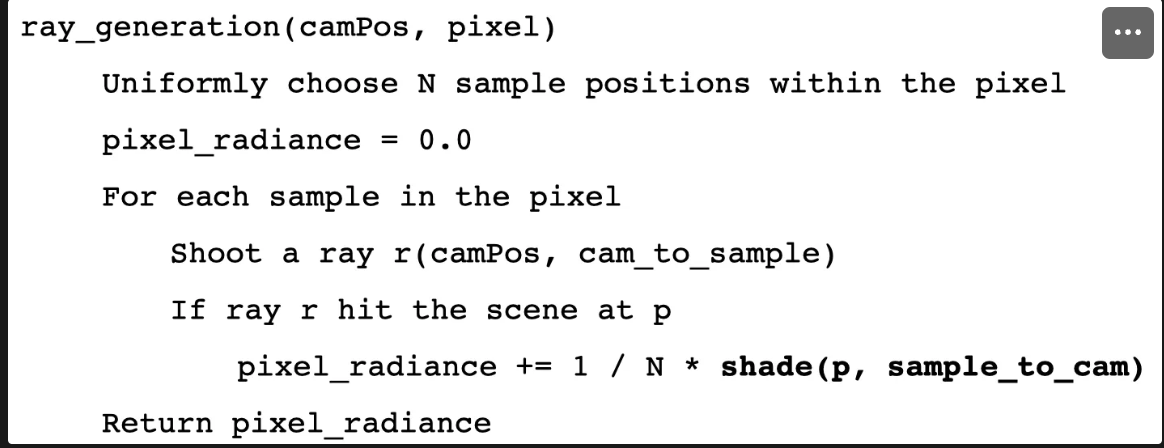 ray_generation(camPos, pixel)
Uniformly choose N sample positions within the pixel
pixel_radiance = 0.0
For each sample in the pixel
Shoot a ray r(camPos, cam_to_sample)
If ray r hit the scene at p
pixel_radiance += 1 / N * shade(p, sample_to_cam)
Return pixel_radiance